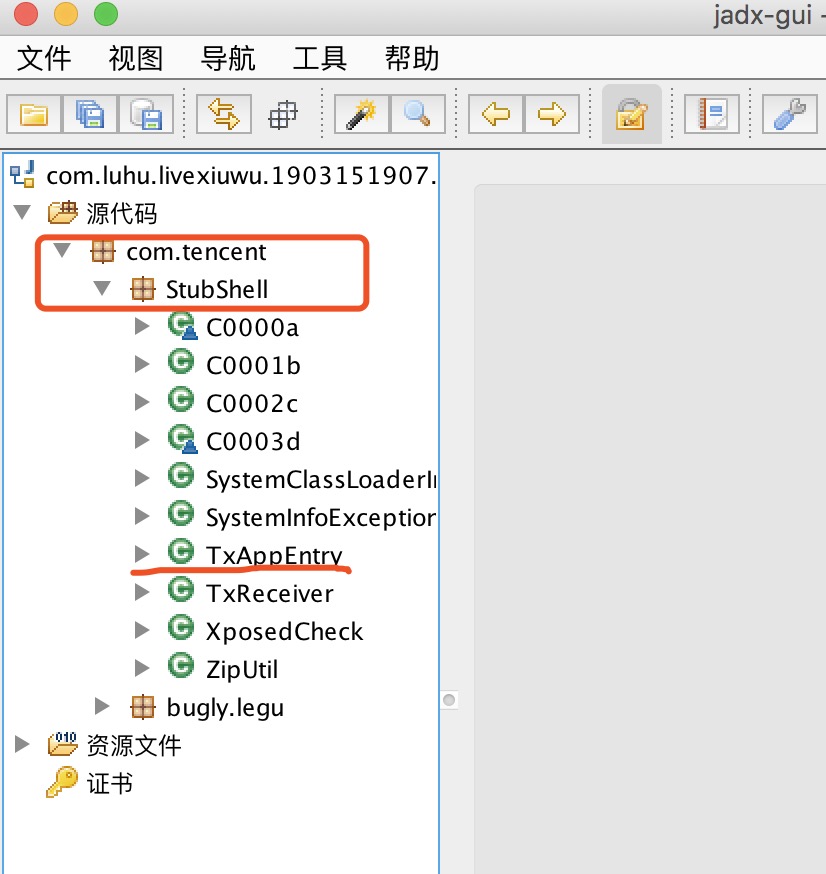 jadx-gui -
文件 视图 导航 工具 帮助
com.luhu.livexiuwu.1903151907.
源代码
com.tencent
StubShell
C0000a
C0001b
C0002c
C0003d
SystemClassLoaderI
SystemInfoException
TxAppEntry
TxReceiver
XposedCheck
ZipUtil
bugly.legu
资源文件
证书